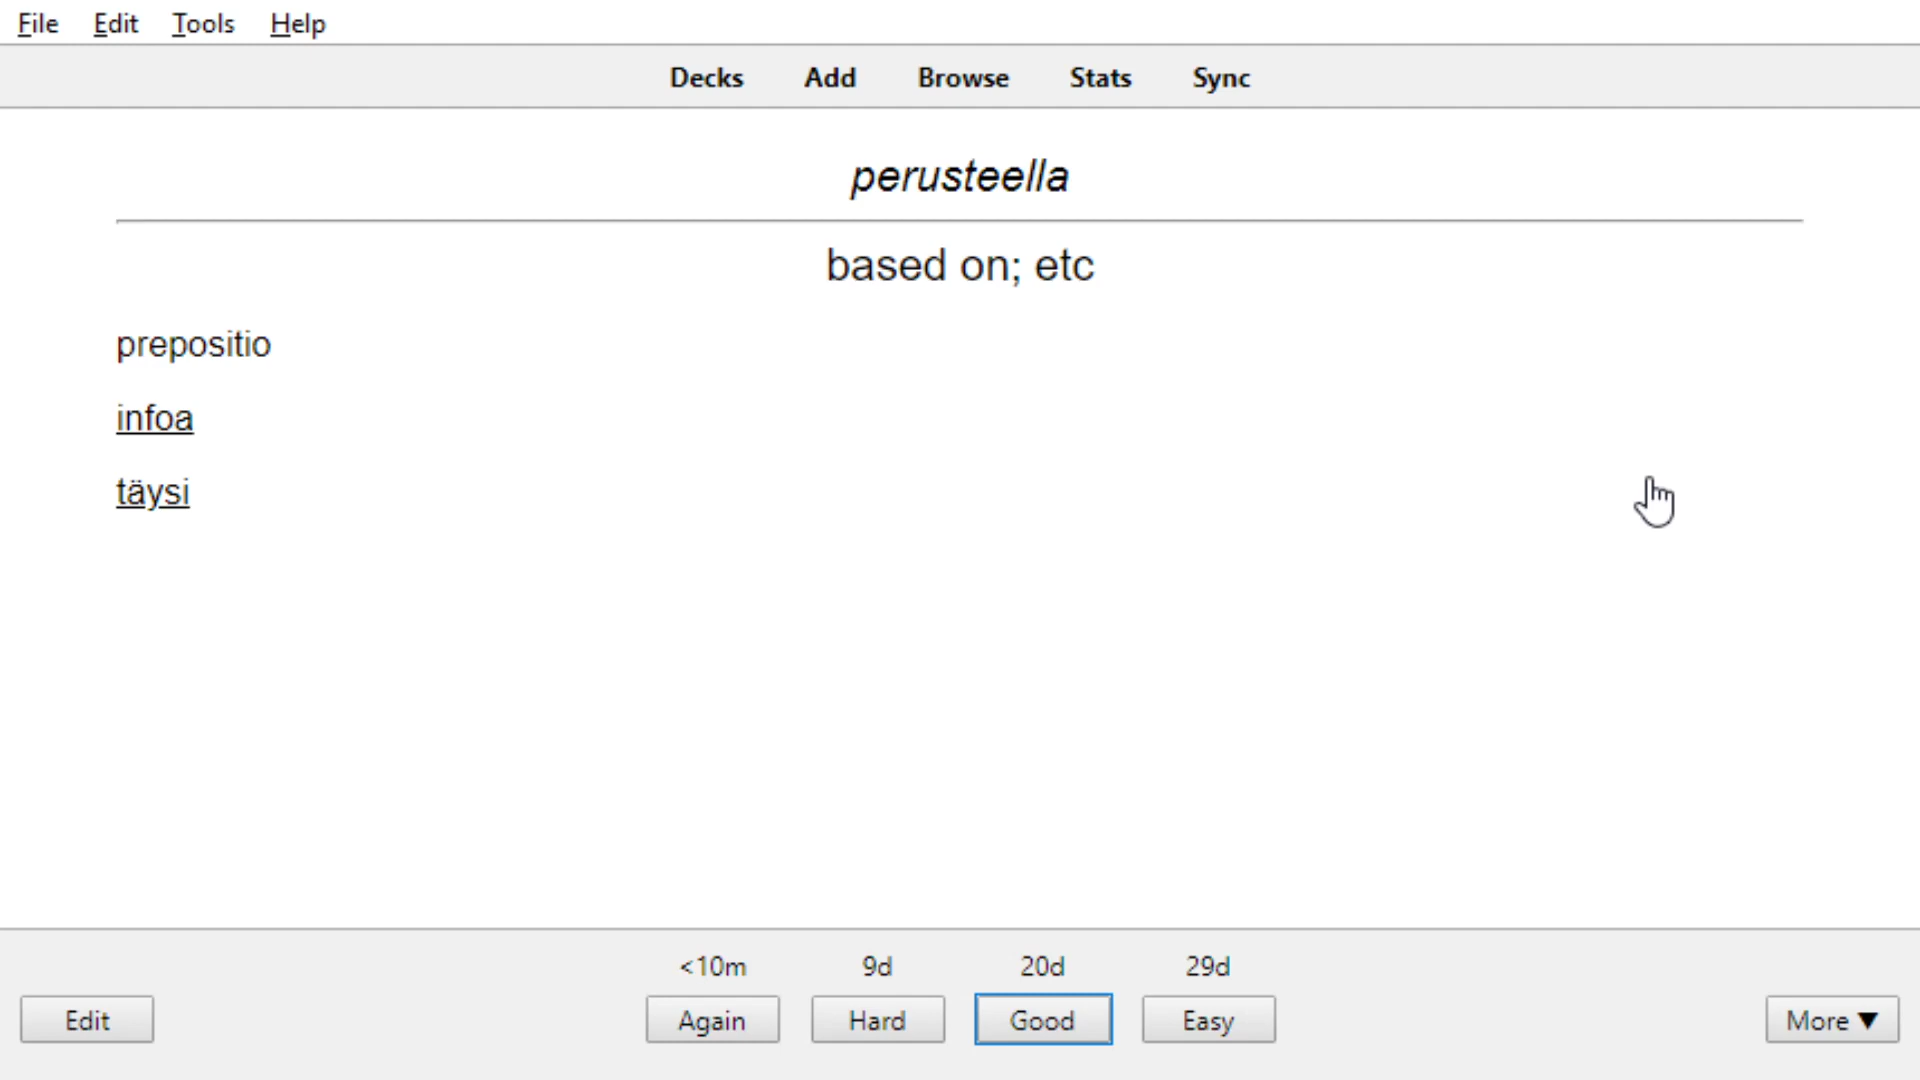 File Edit Tools Help
Decks Add Browse Stats Sync
perusteella
based on; etc
prepositio
infoa
täysi
<10m 9d 20d 29d
Edit Again Hard Good Easy More ▼